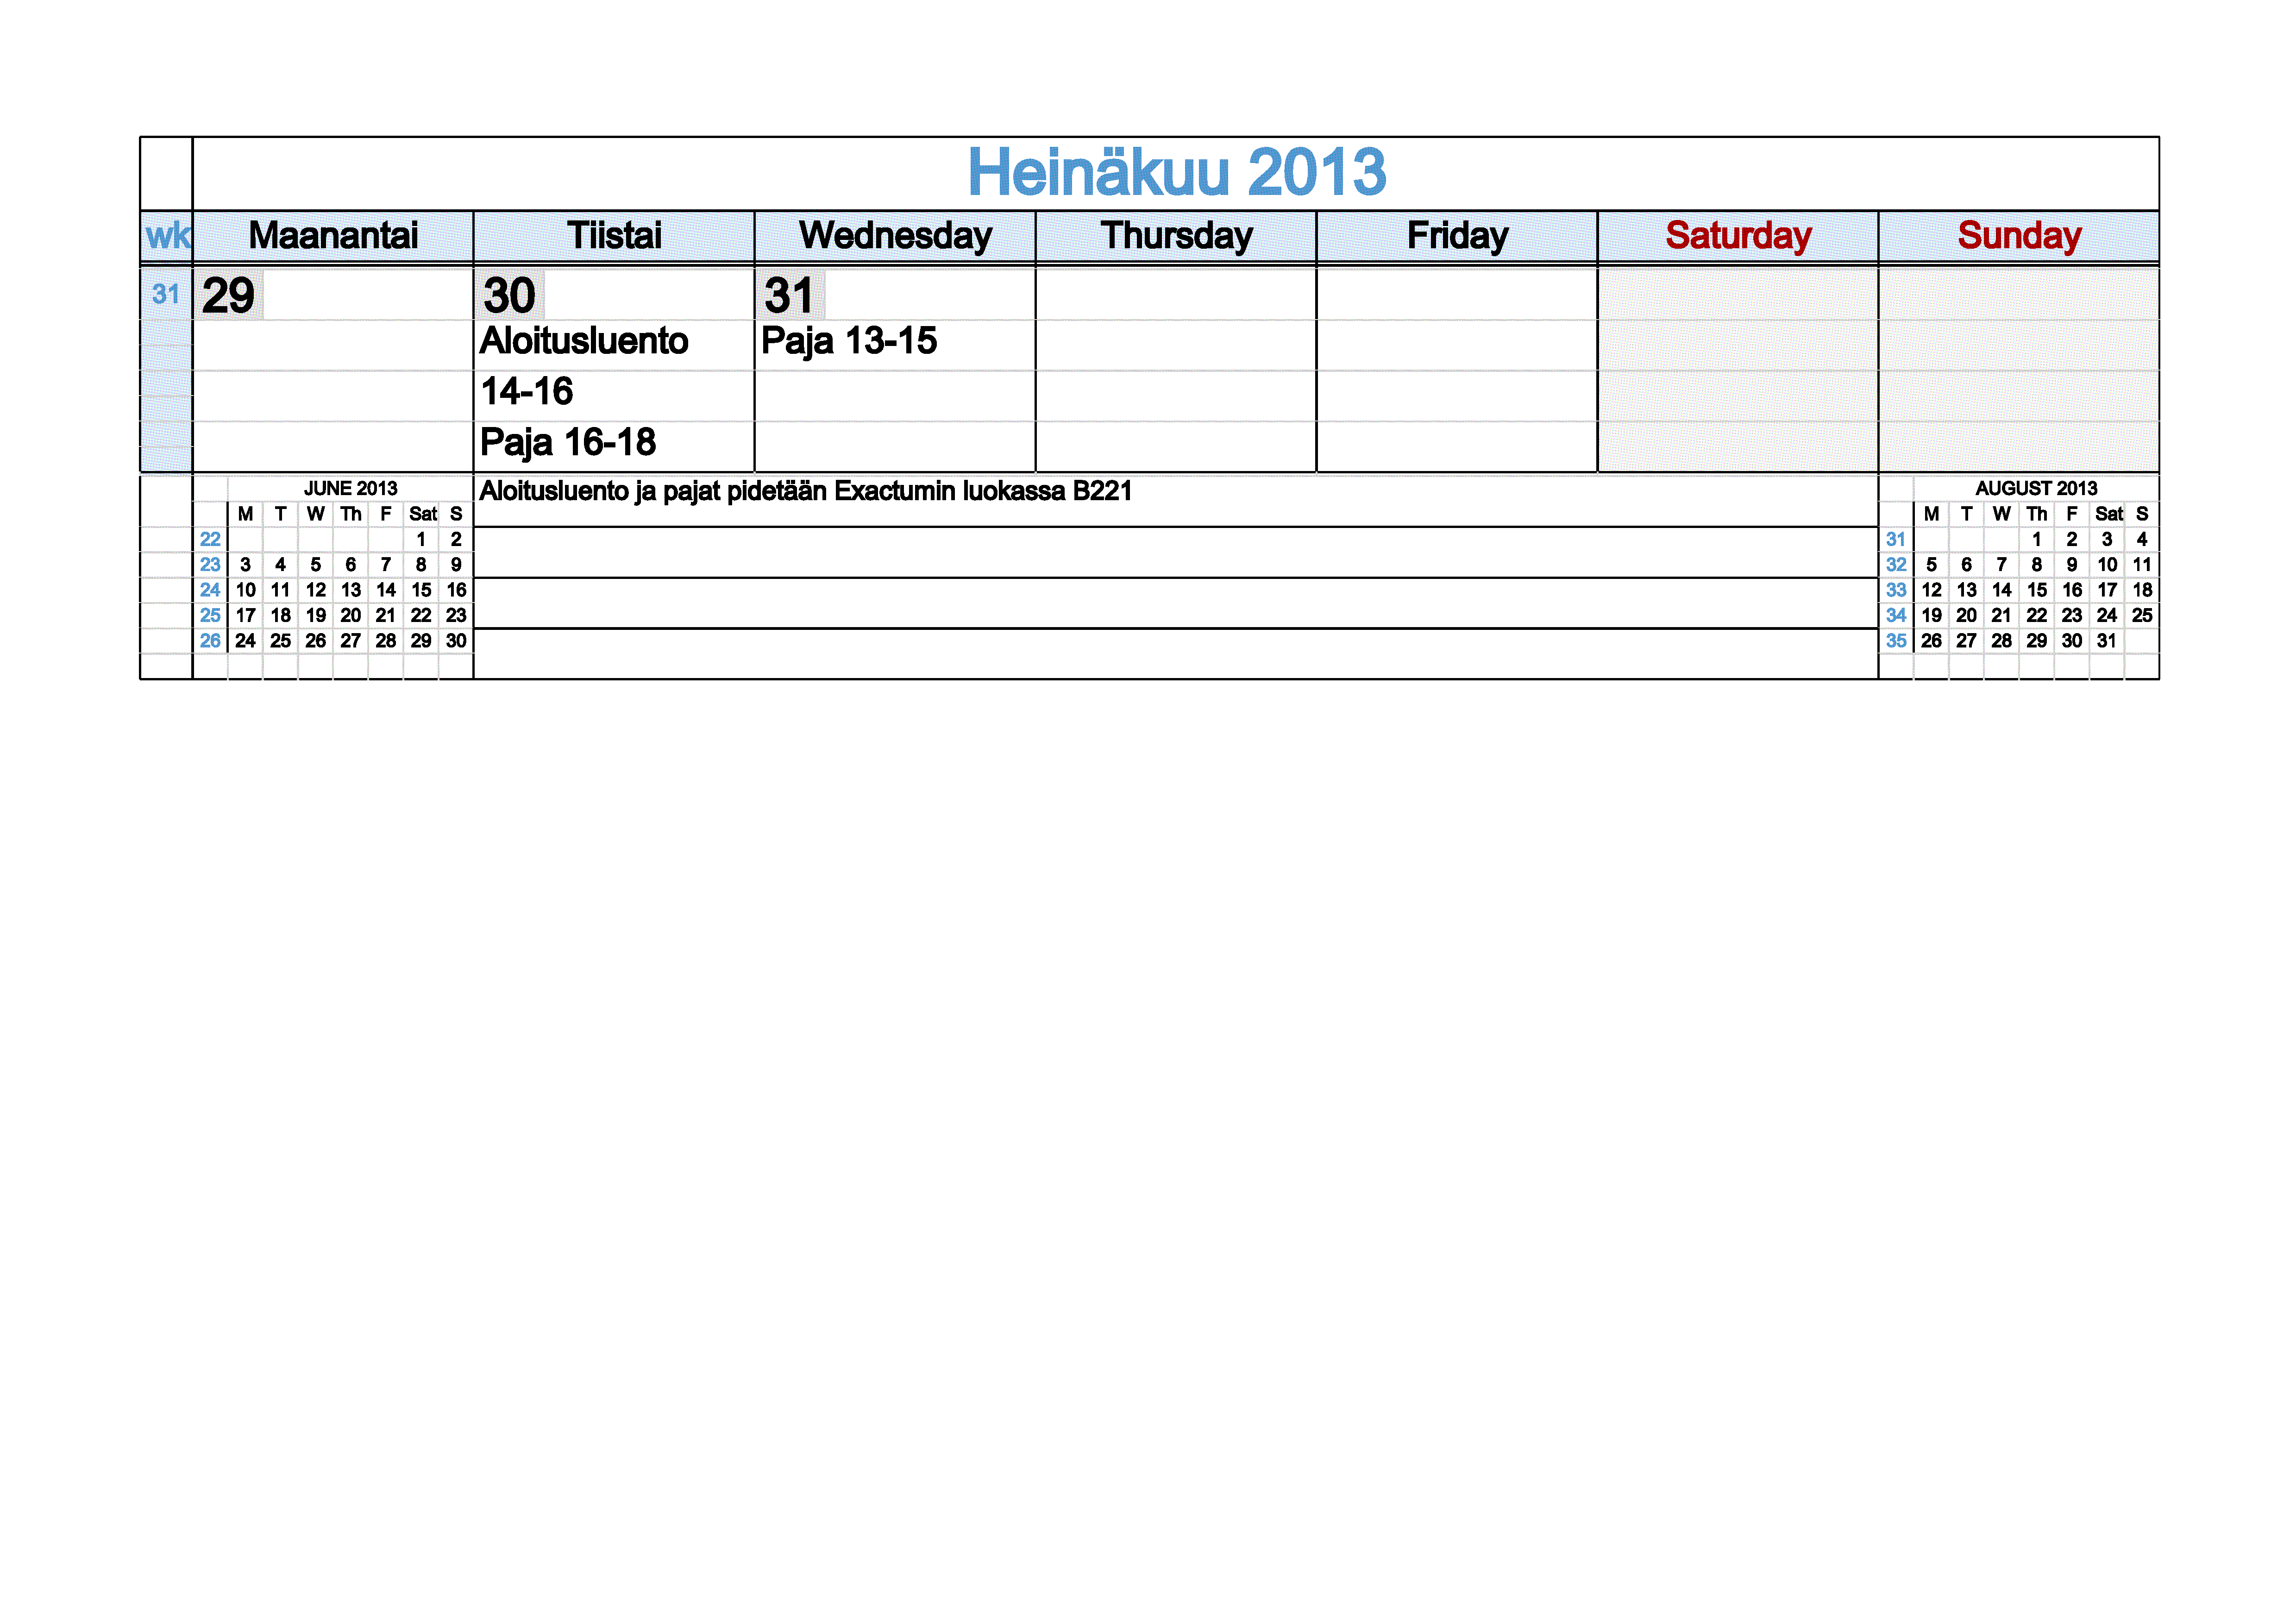 Heinäkuu 2013
wk Maanantai Tiistai Wednesday Thursday Friday Saturday Sunday
31 29 30 31
Aloitusluento Paja 13-15
14-16
Paja 16-18
JUNE 2013
M T W Th F Sat S
22 1 2
23 3 4 5 6 7 8 9
24 10 11 12 13 14 15 16
25 17 18 19 20 21 22 23
26 24 25 26 27 28 29 30
Aloitusluento ja pajat pidetään Exactumin luokassa B221
AUGUST 2013
M T W Th F Sat S
31 1 2 3 4
32 5 6 7 8 9 10 11
33 12 13 14 15 16 17 18
34 19 20 21 22 23 24 25
35 26 27 28 29 30 31